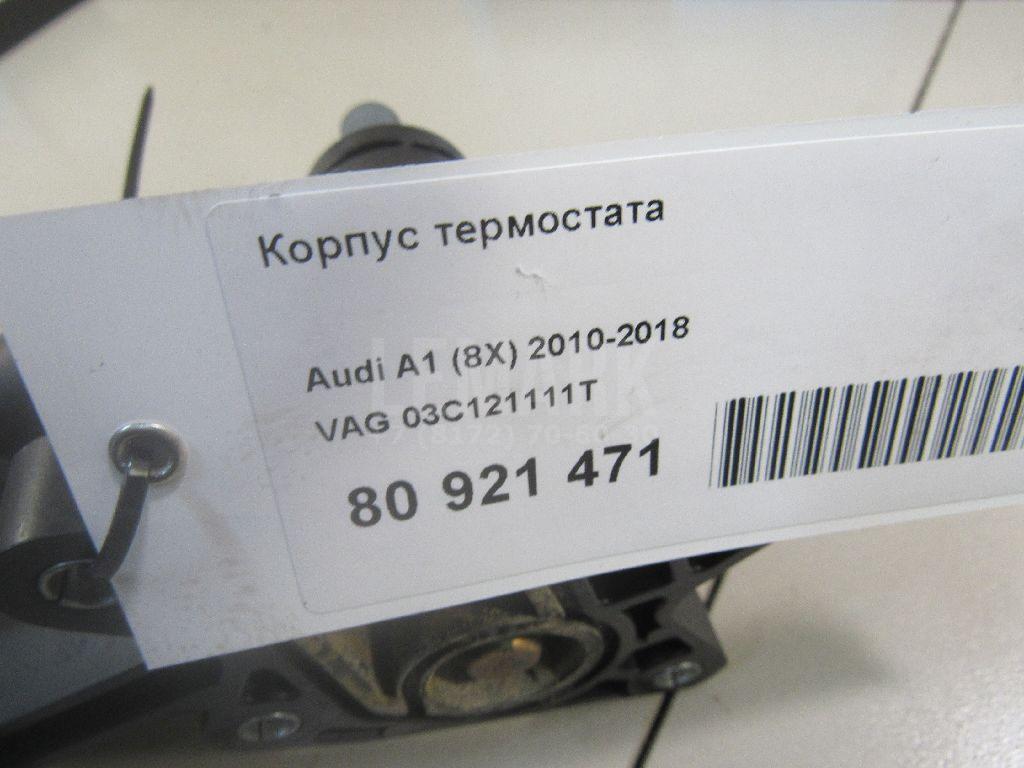 Корпус термостата
Audi A1 (8X) 2010-2018
VAG 03C121111T
80 921 471